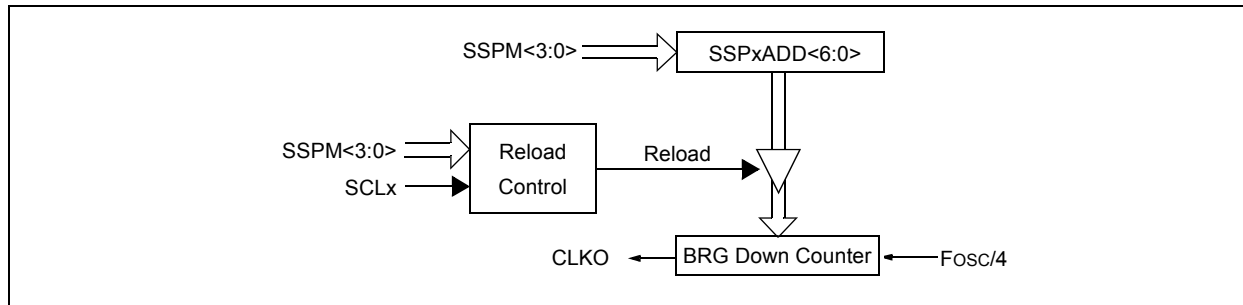 SSPM<3:0>
SSPxADD<6:0>
SSPM<3:0>
SCLx
Reload
Control
Reload
CLKO
BRG Down Counter
FOSC/4